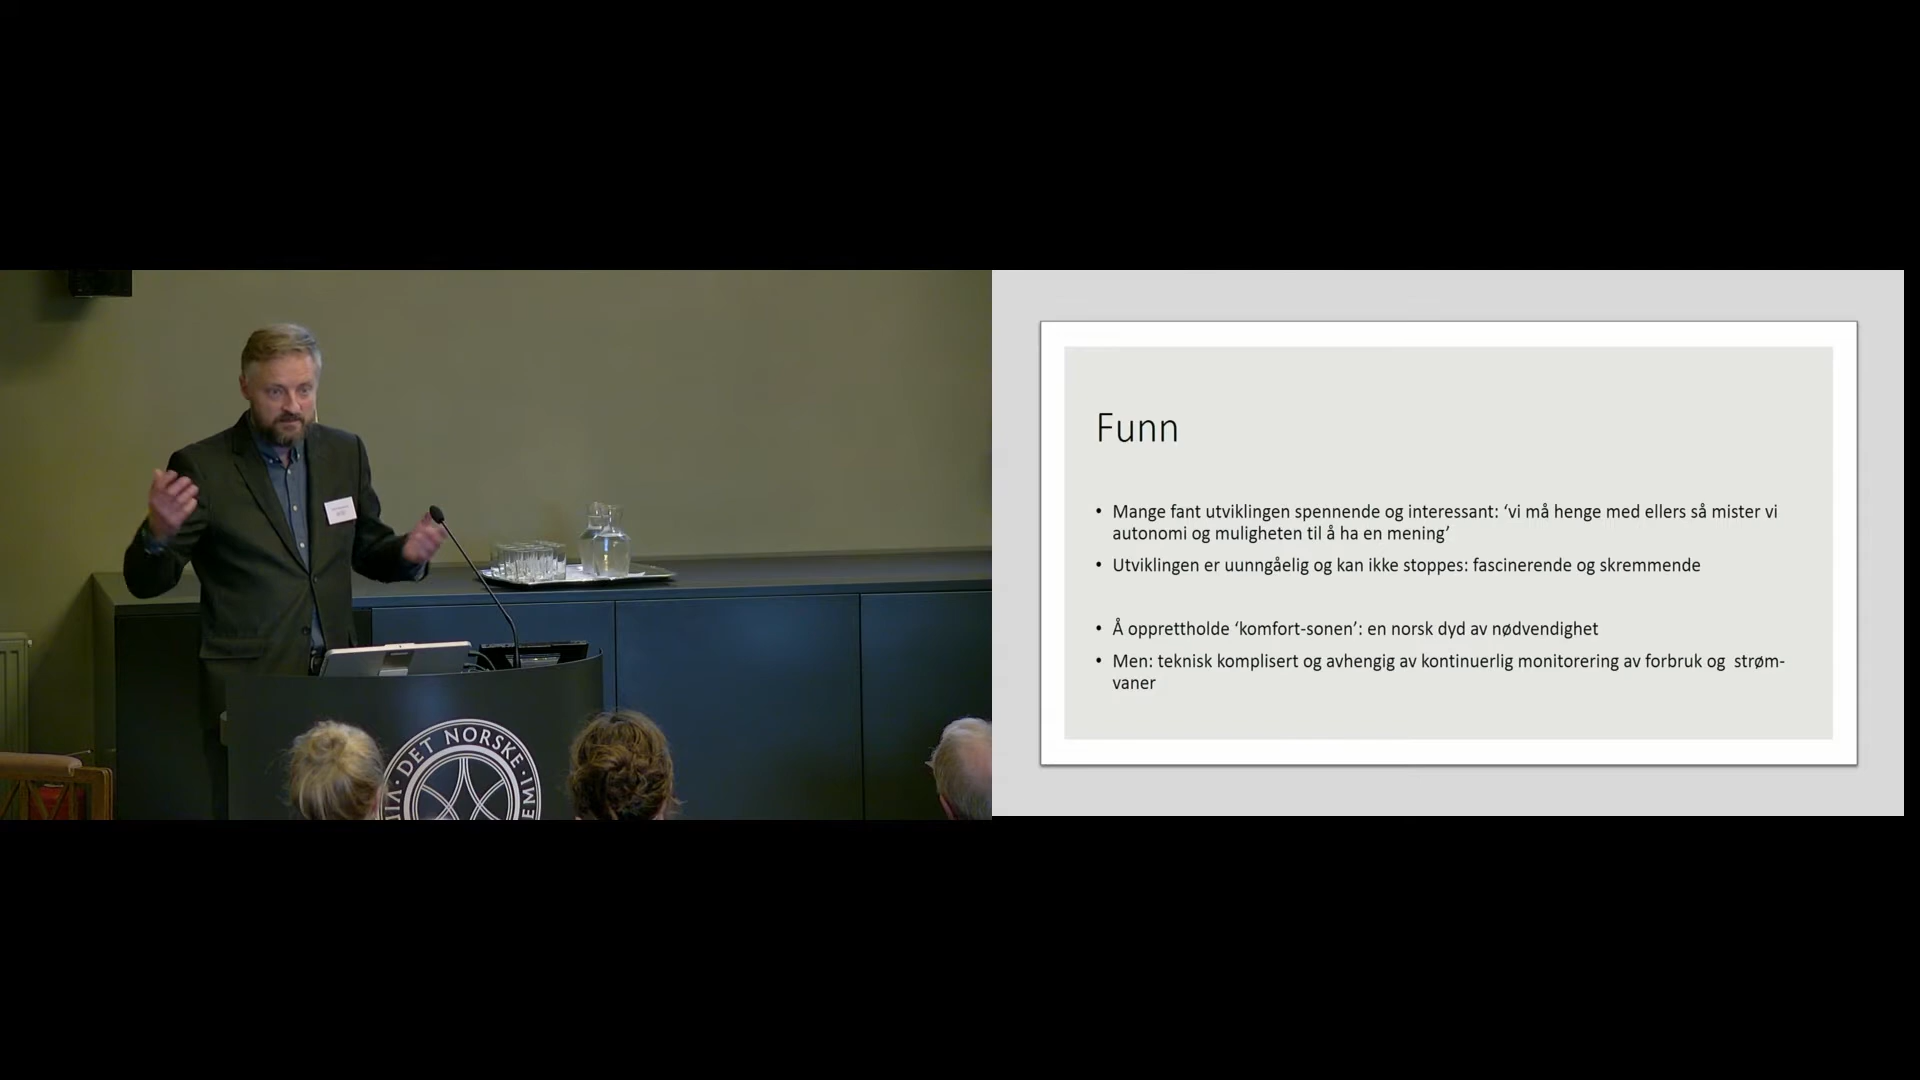 Funn
• Mange fant utviklingen spennende og interessant: ‘vi må henge med ellers så mister vi
autonomi og muligheten til å ha en mening’
• Utviklingen er uunngåelig og kan ikke stoppes: fascinerende og skremmende
• Å opprettholde ‘komfort-sonen’: en norsk dyd av nødvendighet
• Men: teknisk komplisert og avhengig av kontinuerlig monitorering av forbruk og  strøm-
vaner
DET NORSKE